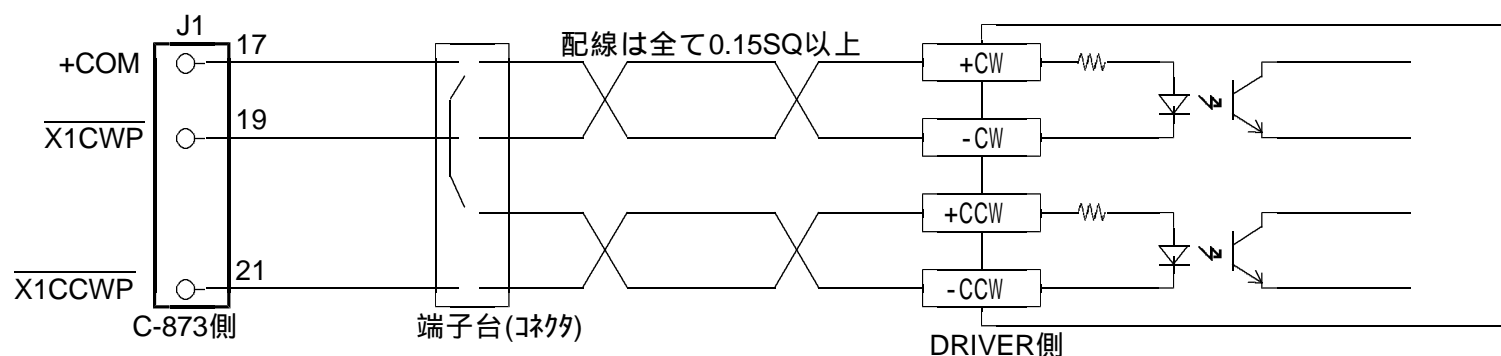 J1
17
配線は全て0.15SQ以上
+COM
+CW
19
X1CWP
-CW
+CCW
21
X1CCWP
-CCW
C-873側
端子台(ｺﾈｸﾀ)
DRIVER側